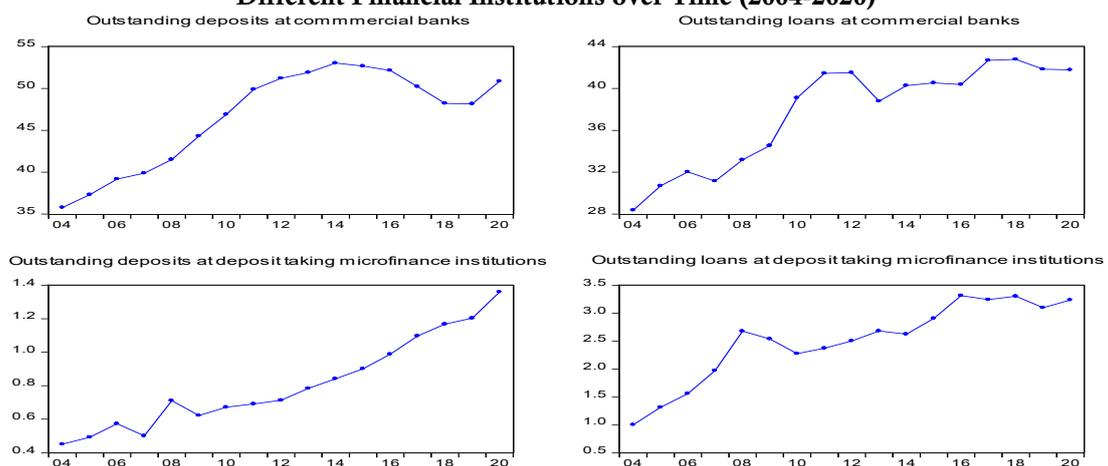 Different Financial Institutions over Time (2004-2020)
Outstanding deposits at commmercial banks
55
50
45
40
35
04 06 08 10 12 14 16 18 20
Outstanding loans at commercial banks
44
40
36
32
28
04 06 08 10 12 14 16 18 20
Outstanding deposits at deposit taking microfinance institutions
1.4
1.2
1.0
0.8
0.6
0.4
04 06 08 10 12 14 16 18 20
Outstanding loans at deposit taking microfinance institutions
3.5
3.0
2.5
2.0
1.5
1.0
0.5
04 06 08 10 12 14 16 18 20